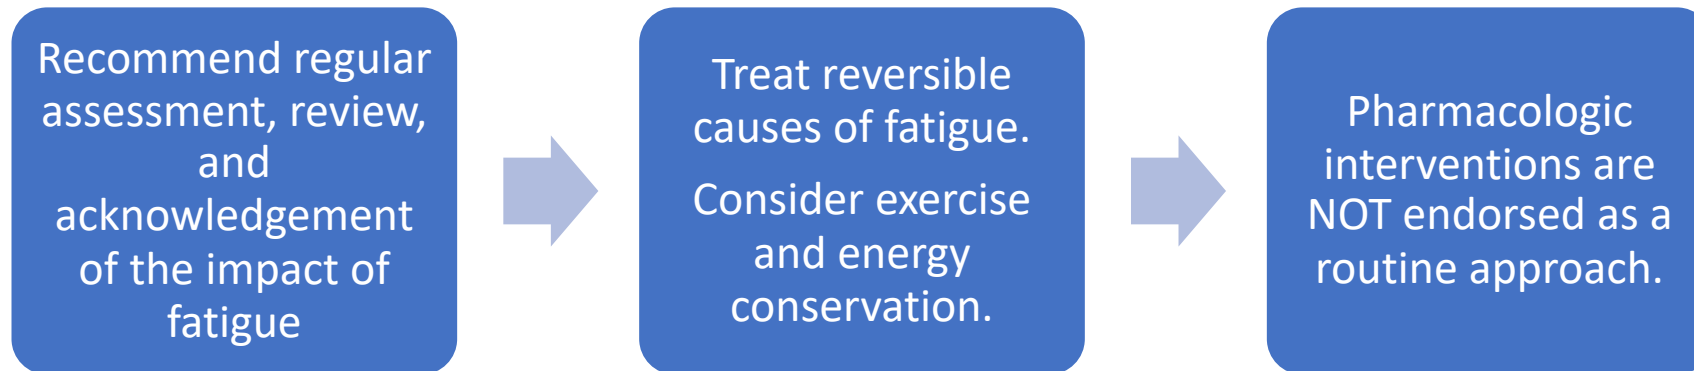 Recommend regular
assessment, review,
and
acknowledgement
of the impact of
fatigue
Treat reversible
causes of fatigue.
Consider exercise
and energy
conservation.
Pharmacologic
interventions are
NOT endorsed as a
routine approach.